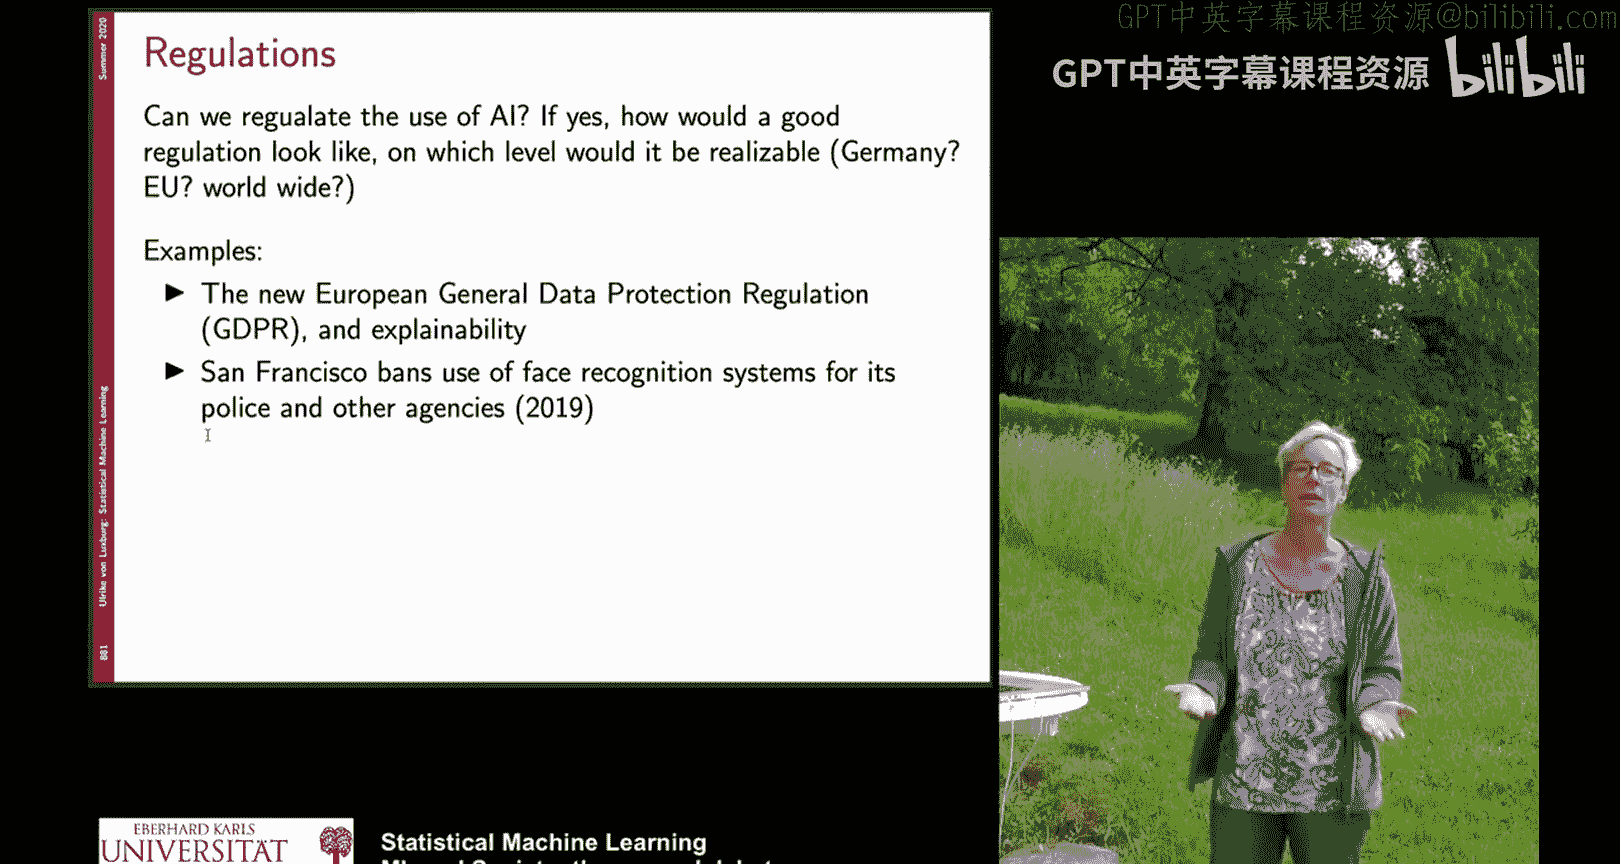 GPT中英字幕课程资源@bilibili.com
GPT中英字幕课程资源 bilibili
Summer 2020
Regulations
Can we regualate the use of AI? If yes, how would a good
regulation look like, on which level would it be realizable (Germany?
EU? world wide?)
Examples:
▶ The new European General Data Protection Regulation
(GDPR), and explainability
▶ San Francisco bans use of face recognition systems for its
police and other agencies (2019)
Ulrike von Luxburg: Statistical Machine Learning
881
EBERHARD KARLS
UNIVERSITÄT
Statistical Machine Learning